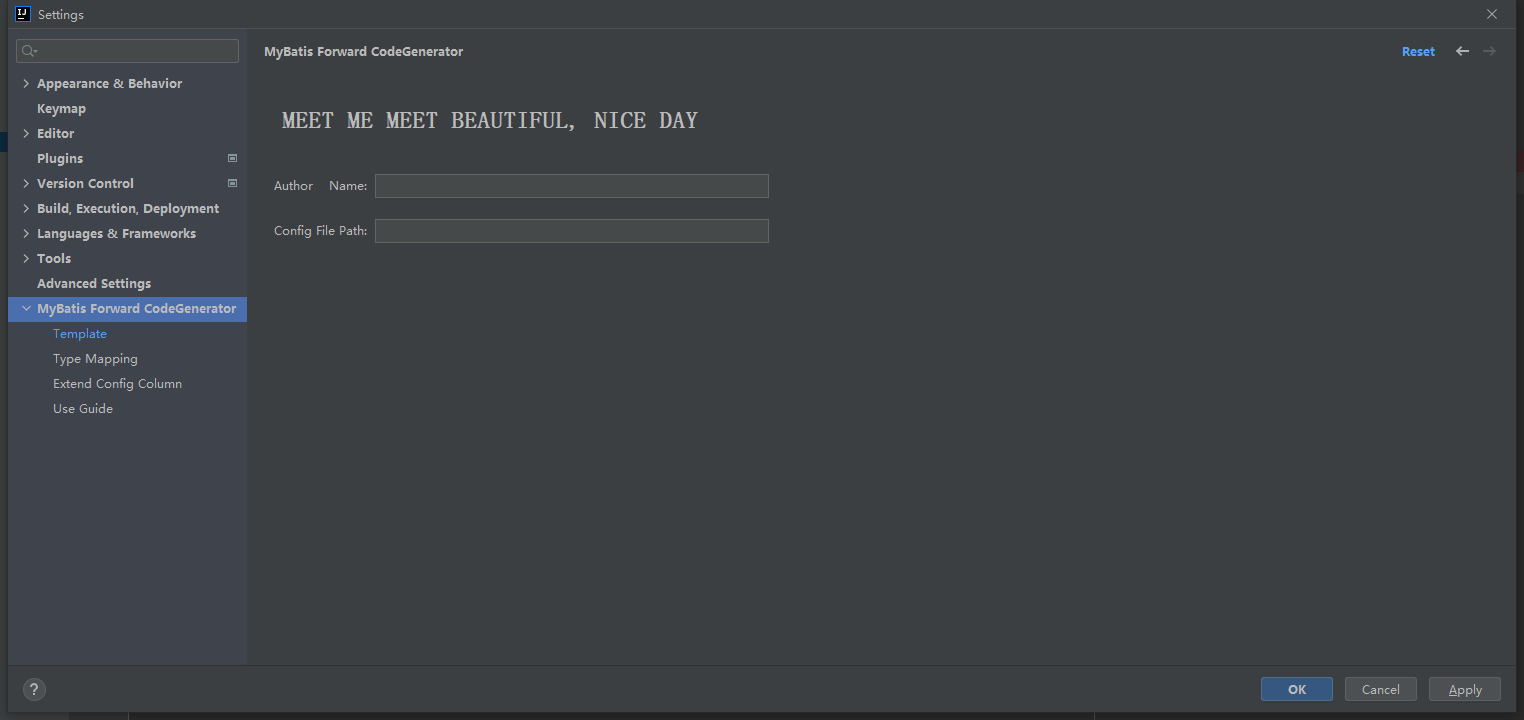 Settings
Appearance & Behavior
Keymap
Editor
Plugins
Version Control
Build, Execution, Deployment
Languages & Frameworks
Tools
Advanced Settings
MyBatis Forward CodeGenerator
Template
Type Mapping
Extend Config Column
Use Guide
MyBatis Forward CodeGenerator
Reset
MEET ME MEET BEAUTIFUL, NICE DAY
Author Name:
Config File Path:
?
OK
Cancel
Apply